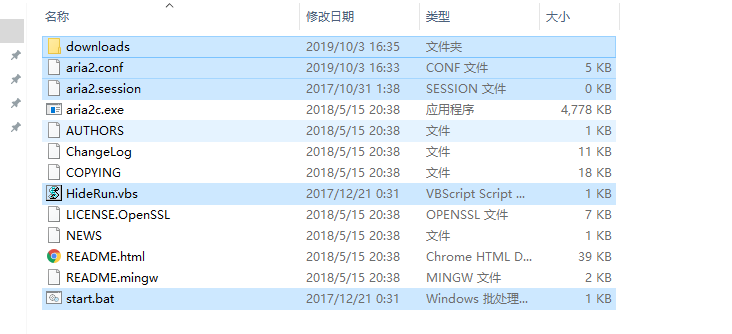 名称 修改日期 类型 大小
downloads 2019/10/3 16:35 文件夹
aria2.conf 2019/10/3 16:33 CONF 文件 5 KB
aria2.session 2017/10/31 1:38 SESSION 文件 0 KB
aria2c.exe 2018/5/15 20:38 应用程序 4,778 KB
AUTHORS 2018/5/15 20:38 文件 1 KB
ChangeLog 2018/5/15 20:38 文件 11 KB
COPYING 2018/5/15 20:38 文件 18 KB
HideRun.vbs 2017/12/21 0:31 VBScript Script ... 1 KB
LICENSE.OpenSSL 2018/5/15 20:38 OPENSSL 文件 7 KB
NEWS 2018/5/15 20:38 文件 1 KB
README.html 2018/5/15 20:38 Chrome HTML D... 39 KB
README.mingw 2018/5/15 20:38 MINGW 文件 2 KB
start.bat 2017/12/21 0:31 Windows 批处理... 1 KB